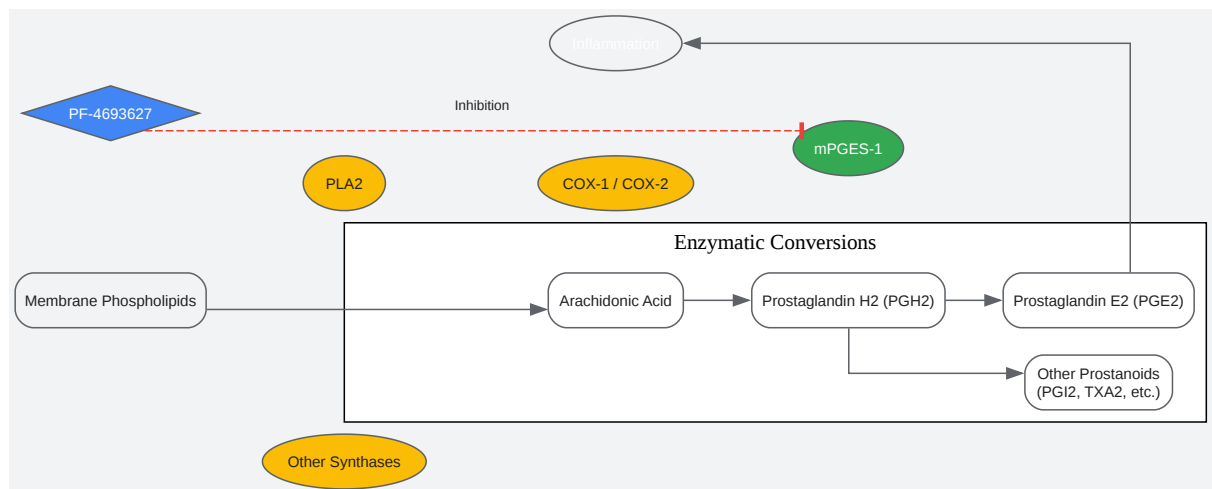 Inflammation
PF-4693627
Inhibition
mPGES-1
PLA2
COX-1 / COX-2
Enzymatic Conversions
Membrane Phospholipids
Arachidonic Acid
Prostaglandin H2 (PGH2)
Prostaglandin E2 (PGE2)
Other Prostanoids
(PGI2, TXA2, etc.)
Other Synthases